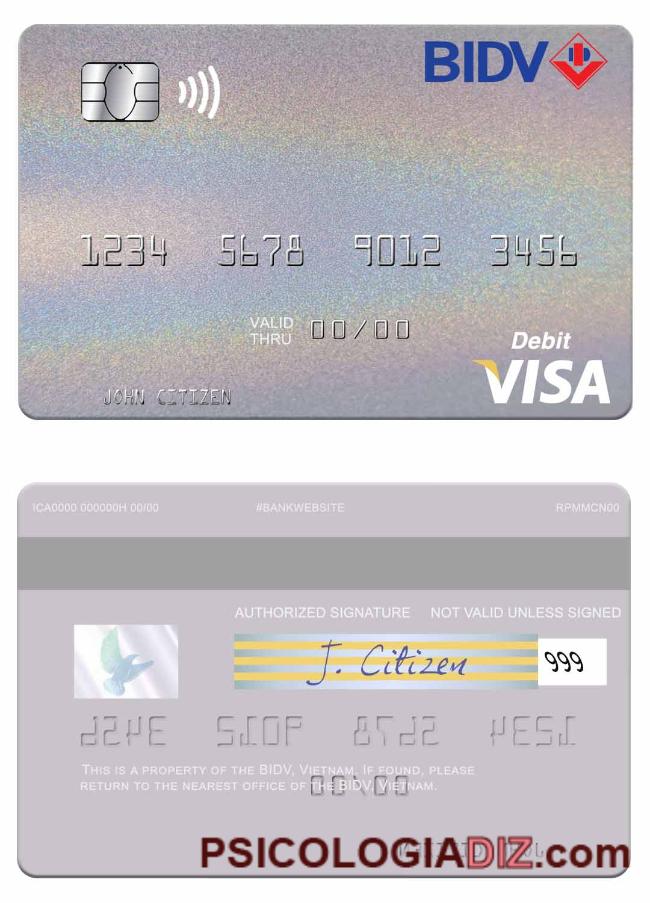 BIDV
1234 5678 9012 3456
VALID THRU 00/00
Debit
VISA
JOHN CITIZEN
ICA0000 000000H 00/00 #BANKWEBSITE RPMMCN00
AUTHORIZED SIGNATURE NOT VALID UNLESS SIGNED
J. Citizen 999
THIS IS A PROPERTY OF THE BIDV, VIETNAM. IF FOUND, PLEASE
RETURN TO THE NEAREST OFFICE OF THE BIDV, VIETNAM.
PSICOLOGIADIZ.com